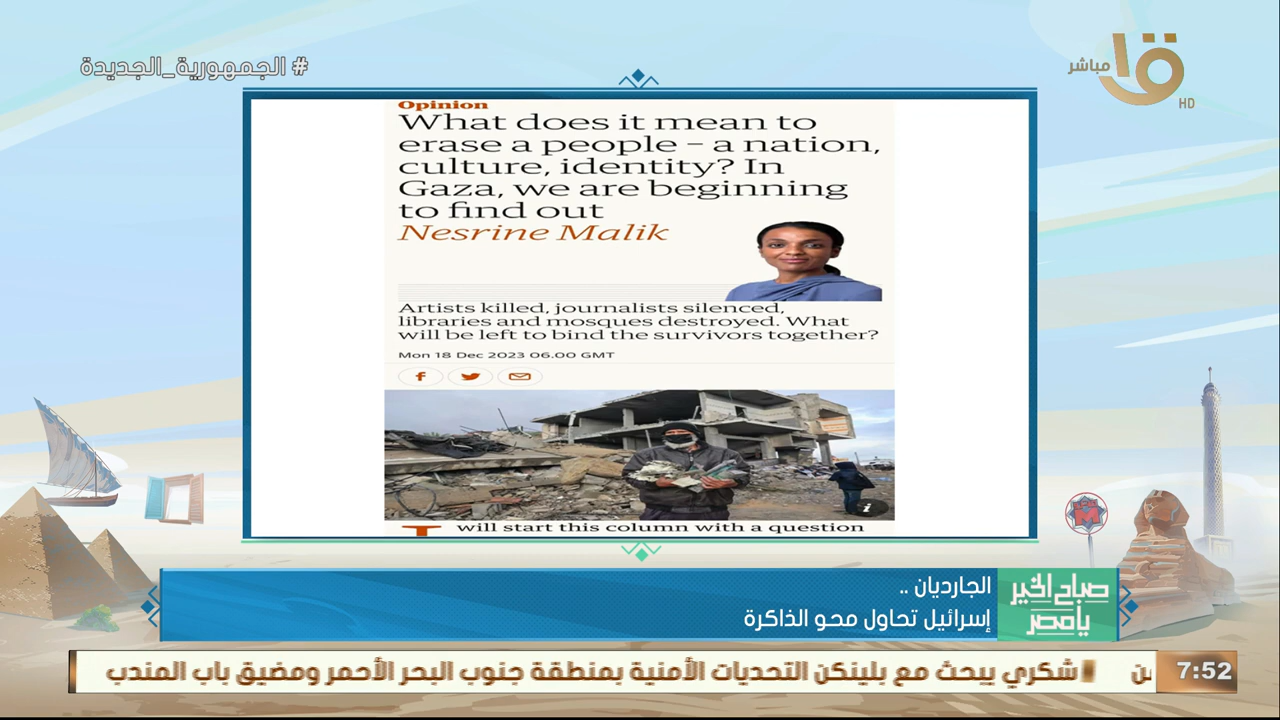 # الجمهورية_الجديدة
مباشر
HD
Opinion
What does it mean to
erase a people – a nation,
culture, identity? In
Gaza, we are beginning
to find out
Nesrine Malik
Artists killed, journalists silenced,
libraries and mosques destroyed. What
will be left to bind the survivors together?
Mon 18 Dec 2023 06.00 GMT
will start this column with a question
الجارديان ..
إسرائيل تحاول محو الذاكرة
صباح الخير
يا مصر
شكري يبحث مع بلينكن التحديات الأمنية بمنطقة جنوب البحر الأحمر ومضيق باب المندب
7:52